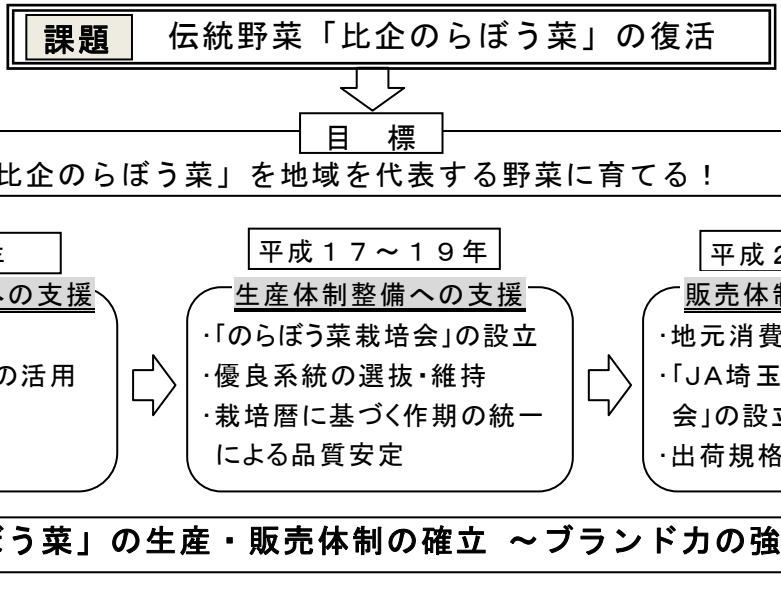 課題 伝統野菜「比企のらぼう菜」の復活
目 標
比企のらぼう菜」を地域を代表する野菜に育てる！
年
への支援
の活用
平成１７～１９年
生産体制整備への支援
・「のらぼう菜栽培会」の設立
・優良系統の選抜・維持
・栽培暦に基づく作期の統一
による品質安定
平成２
販売体制
・地元消費
・「ＪＡ埼玉
会」の設立
・出荷規格
ぼう菜」の生産・販売体制の確立 ～ブランド力の強